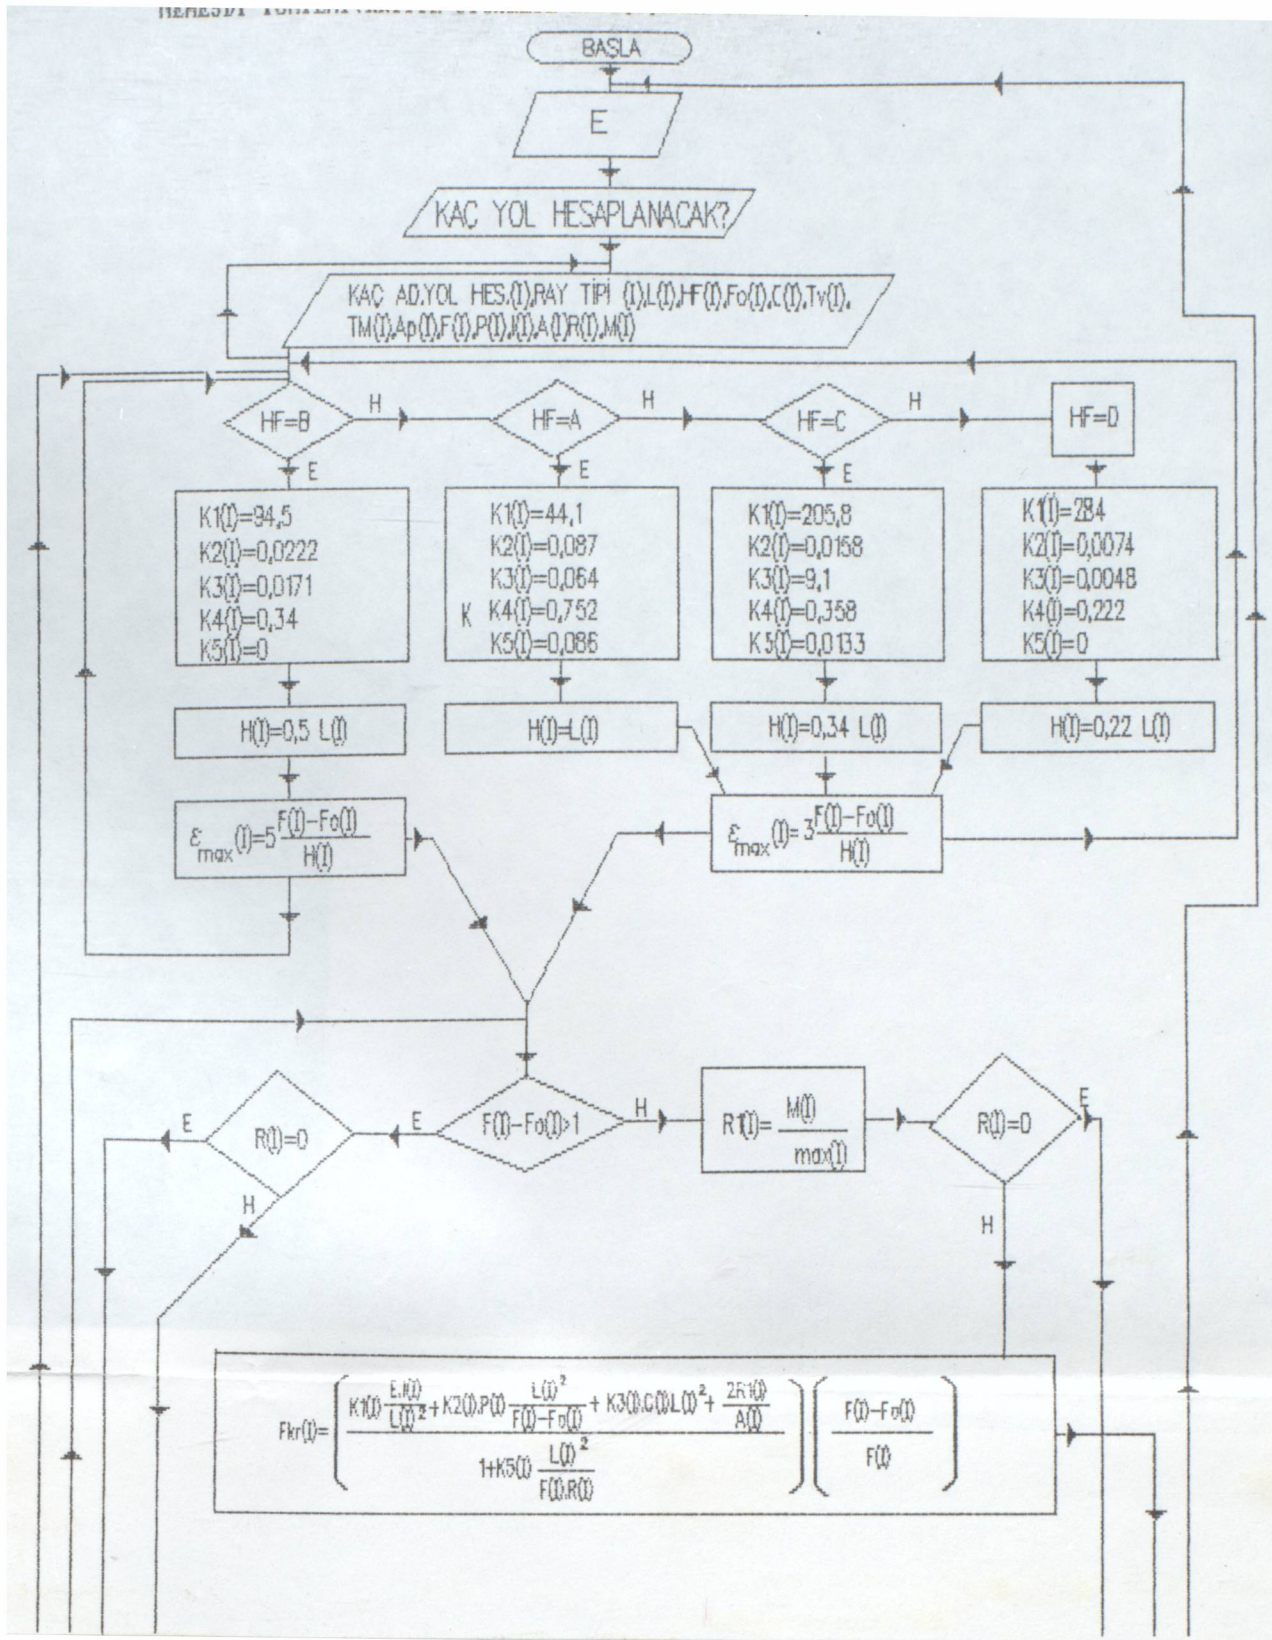 BAŞLA
E
KAÇ YOL HESAPLANACAK?
KAÇ AD.YOL HES.(I),RAY TİPİ (I),L(I),HF(I),Fo(I),C(I),Tv(I),
TM(I),Ap(I),F(I),P(I),I(I),A(I)R(I),M(I)
HF=B
H
HF=A
H
HF=C
H
HF=D
E
E
E
K1(I)=94,5
K2(I)=0,0222
K3(I)=0,0171
K4(I)=0,34
K5(I)=0
K1(I)=44,1
K2(I)=0,087
K3(I)=0,064
K K4(I)=0,752
K5(I)=0,086
K1(I)=205,8
K2(I)=0,0158
K3(I)=9,1
K4(I)=0,358
K5(I)=0,0133
K1(I)=284
K2(I)=0,0074
K3(I)=0,0048
K4(I)=0,222
K5(I)=0
H(I)=0,5 L(I)
H(I)=L(I)
H(I)=0,34 L(I)
H(I)=0,22 L(I)
F(I)-Fo(I)
εmax(I)=5
H(I)
F(I)-Fo(I)
εmax(I)=3
H(I)
E
R(I)=0
H
E
F(I)-Fo(I)>1
H
M(I)
R1(I)=
max(I)
R(I)=0
E
H
E.I(I) L(I)² 2R1(I)
K1(I) +K2(I).P(I) + K3(I).C(I)L(I)² +
L(I)² F(I)-Fo(I) A(I)
Fkr(I)=
L(I)²
1+K5(I)
F(I).R(I)
F(I)-Fo(I)
F(I)